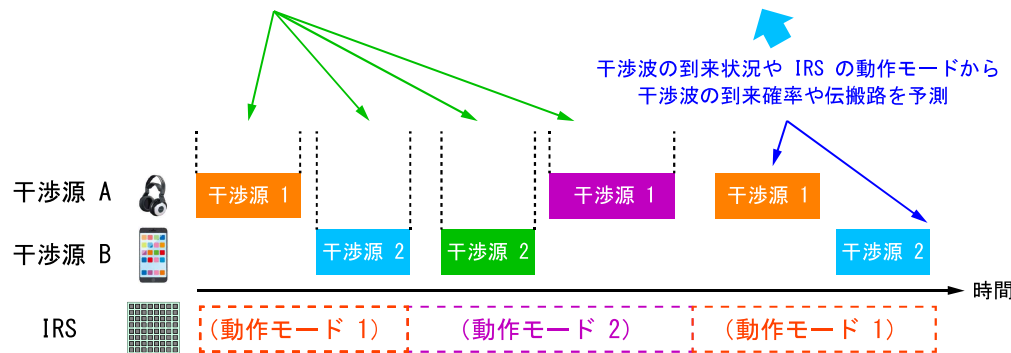 干渉波の到来状況や IRS の動作モードから
干渉波の到来確率や伝搬路を予測
干渉源 A
干渉源 1
干渉源 1
干渉源 1
干渉源 B
干渉源 2
干渉源 2
干渉源 2
時間
IRS
(動作モード 1)
(動作モード 2)
(動作モード 1)